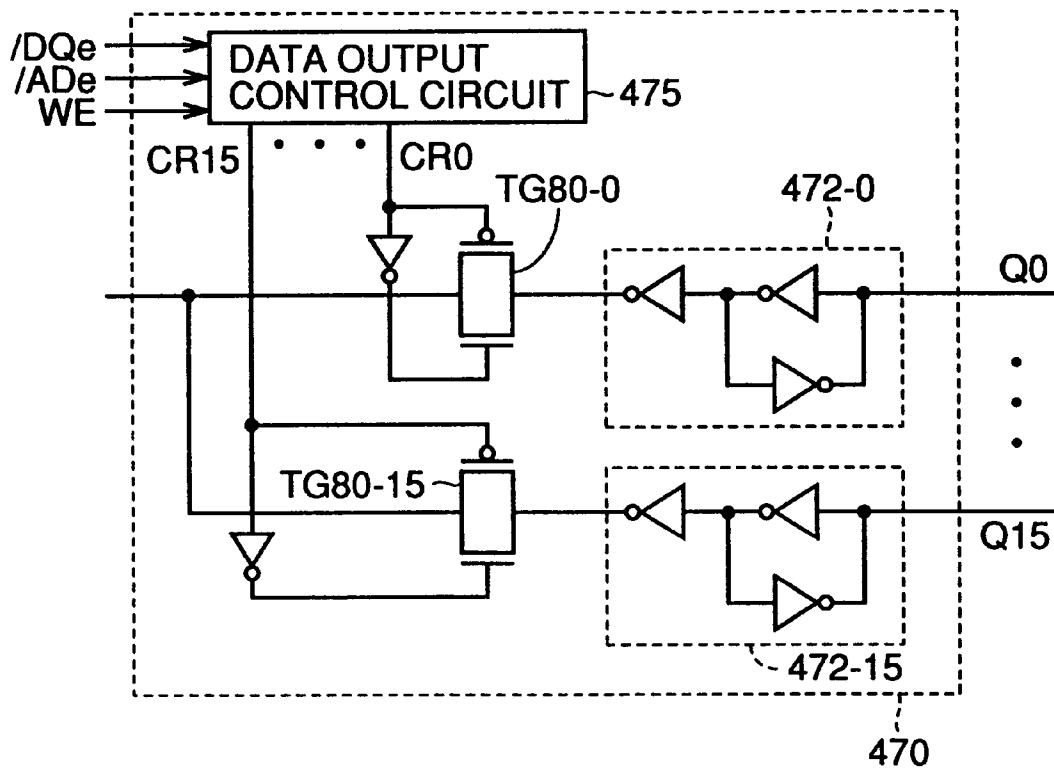 /DQe
/ADe
WE
DATA OUTPUT
CONTROL CIRCUIT
475
CR15
CR0
TG80-0
472-0
Q0
TG80-15
Q15
472-15
470